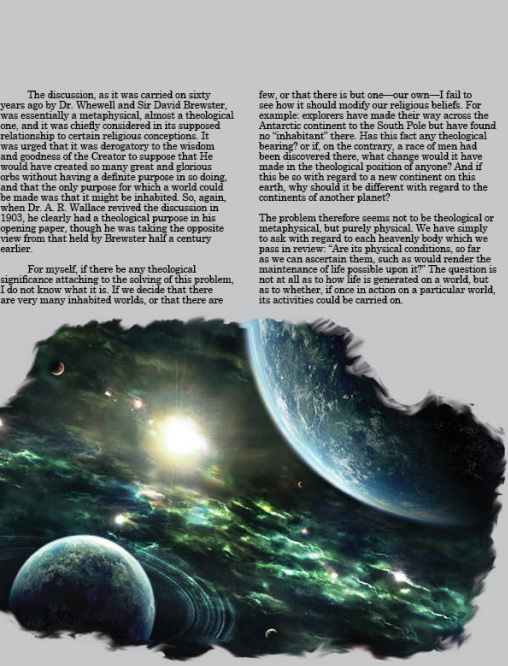 The discussion, as it was carried on sixty
years ago by Dr. Whewell and Sir David Brewster,
was essentially a metaphysical, almost a theological
one, and it was chiefly considered in its supposed
relationship to certain religious conceptions. It
was urged that it was derogatory to the wisdom
and goodness of the Creator to suppose that He
would have created so many great and glorious
orbs without having a definite purpose in so doing,
and that the only purpose for which a world could
be made was that it might be inhabited. So, again,
when Dr. A. R. Wallace revived the discussion in
1903, he clearly had a theological purpose in his
opening paper, though he was taking the opposite
view from that held by Brewster half a century
earlier.
For myself, if there be any theological
significance attaching to the solving of this problem,
I do not know what it is. If we decide that there
are very many inhabited worlds, or that there are
few, or that there is but one—our own—I fail to
see how it should modify our religious beliefs. For
example: explorers have made their way across the
Antarctic continent to the South Pole but have found
no “inhabitant” there. Has this fact any theological
bearing? or if, on the contrary, a race of men had
been discovered there, what change would it have
made in the theological position of anyone? And if
this be so with regard to a new continent on this
earth, why should it be different with regard to the
continents of another planet?
The problem therefore seems not to be theological or
metaphysical, but purely physical. We have simply
to ask with regard to each heavenly body which we
pass in review: “Are its physical conditions, so far
as we can ascertain them, such as would render the
maintenance of life possible upon it?” The question is
not at all as to how life is generated on a world, but
as to whether, if once in action on a particular world,
its activities could be carried on.